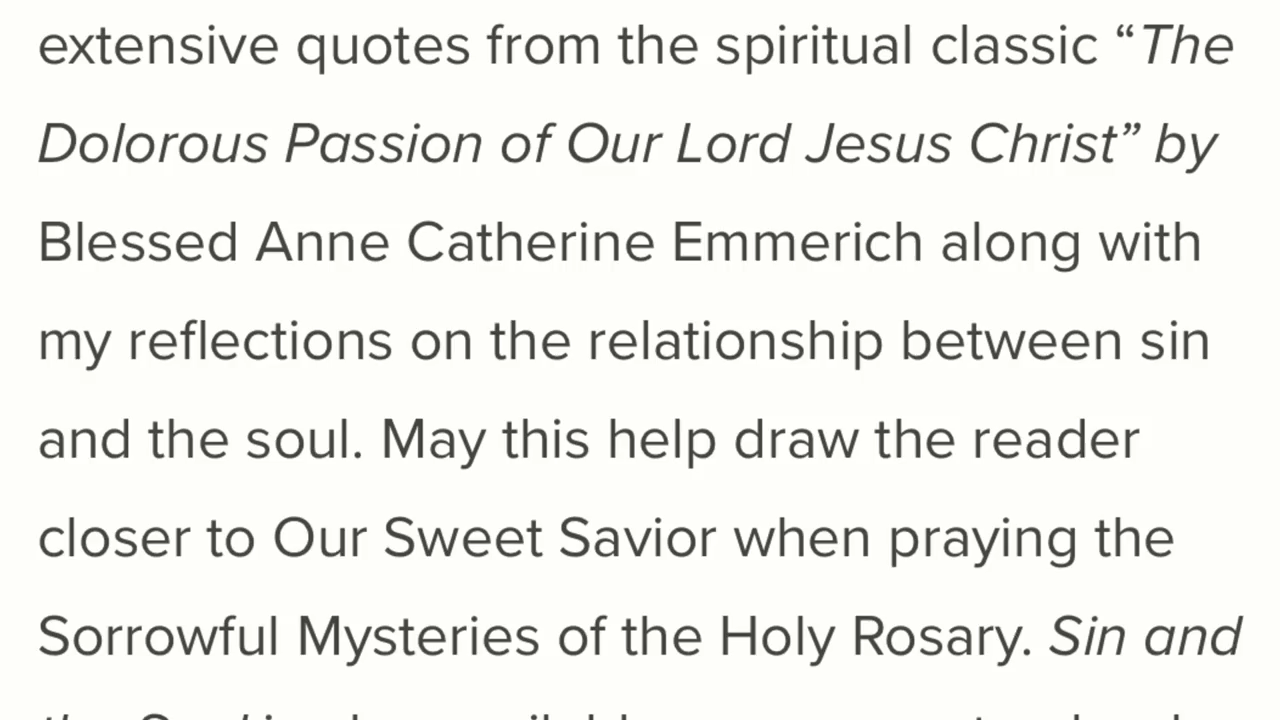 extensive quotes from the spiritual classic “The
Dolorous Passion of Our Lord Jesus Christ” by
Blessed Anne Catherine Emmerich along with
my reflections on the relationship between sin
and the soul. May this help draw the reader
closer to Our Sweet Savior when praying the
Sorrowful Mysteries of the Holy Rosary. Sin and